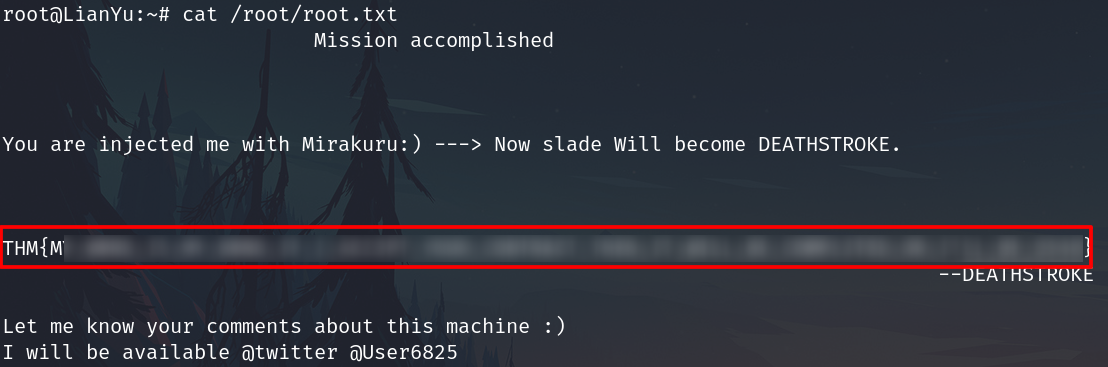 root@LianYu:~# cat /root/root.txt
Mission accomplished
You are injected me with Mirakuru:) ---> Now slade Will become DEATHSTROKE.
THM{M
}
--DEATHSTROKE
Let me know your comments about this machine :)
I will be available @twitter @User6825